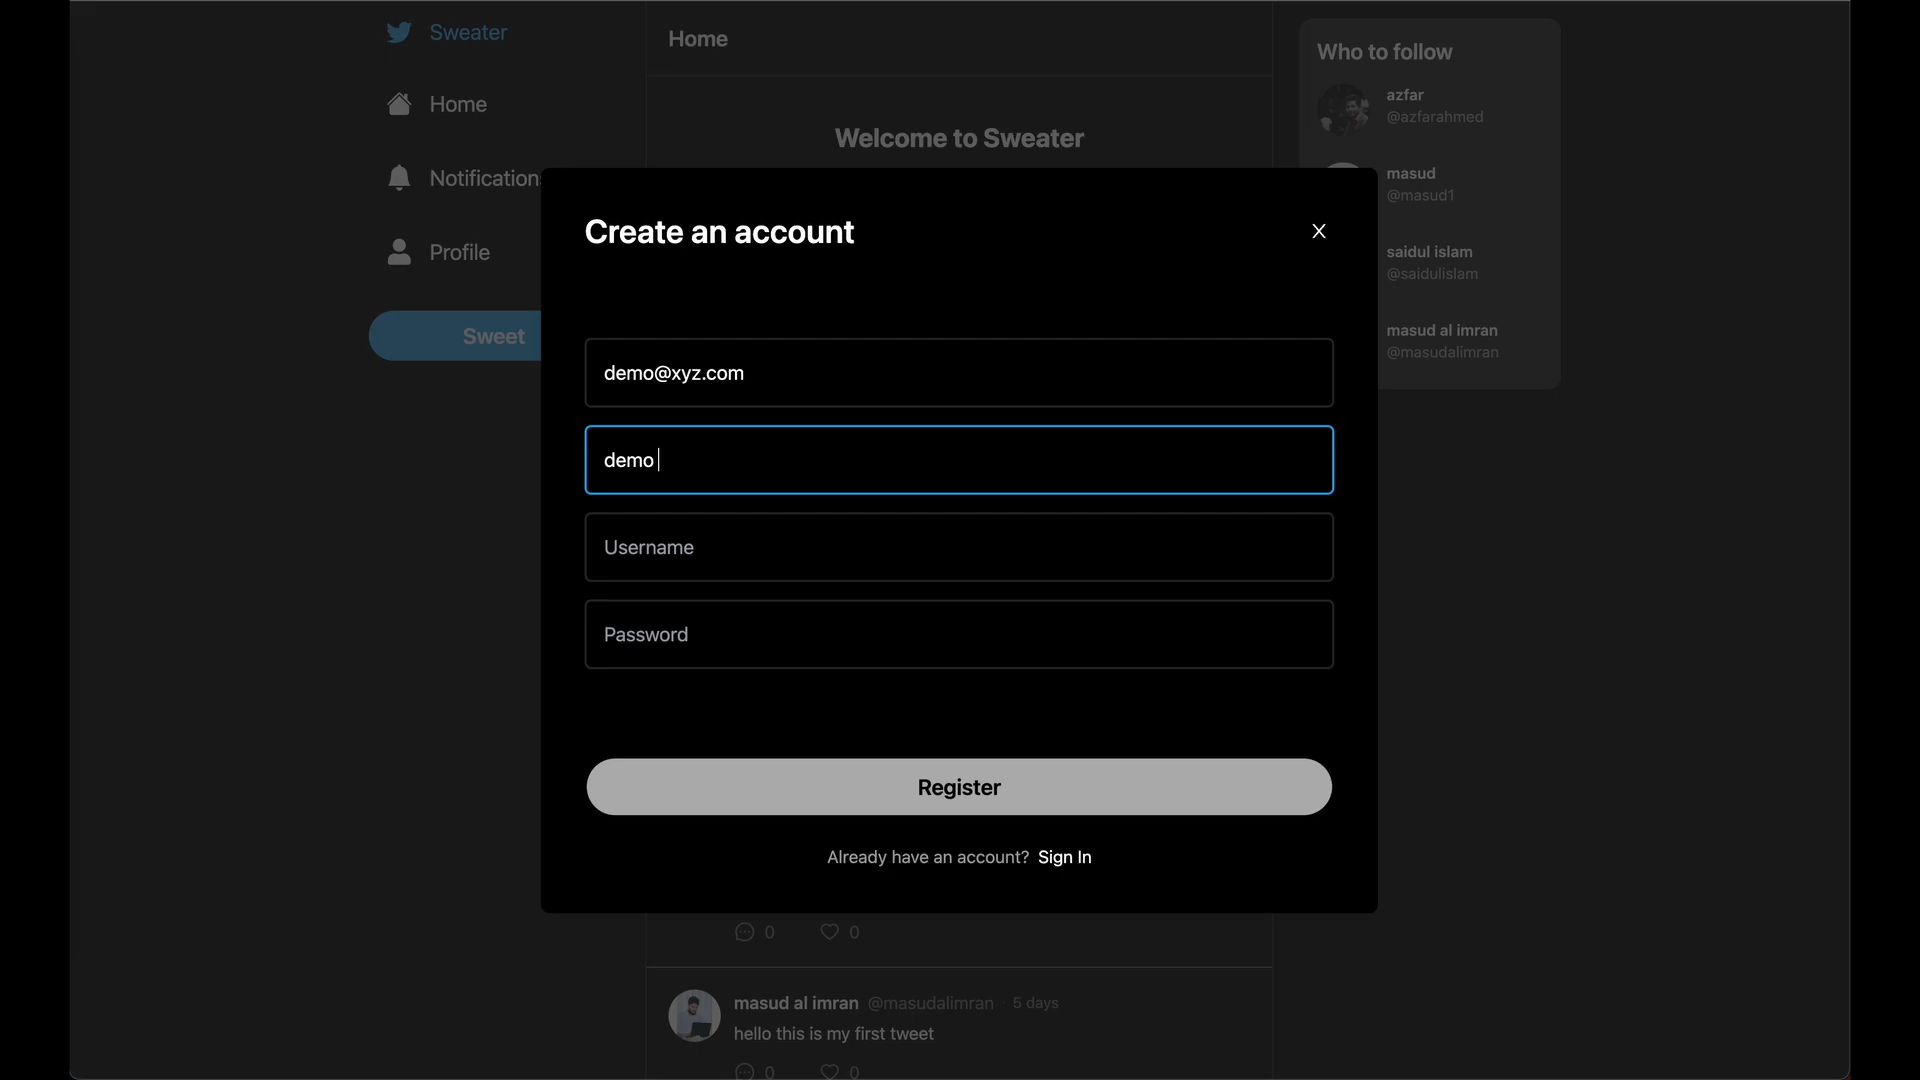 Sweater
Home
Notification
Profile
Sweet
Home
Welcome to Sweater
Create an account
X
demo@xyz.com
demo
Username
Password
Register
Already have an account? Sign In
0 0
masud al imran @masudalimran · 5 days
hello this is my first tweet
0 0
Who to follow
azfar
@azfarahmed
masud
@masud1
saidul islam
@saidulislam
masud al imran
@masudalimran